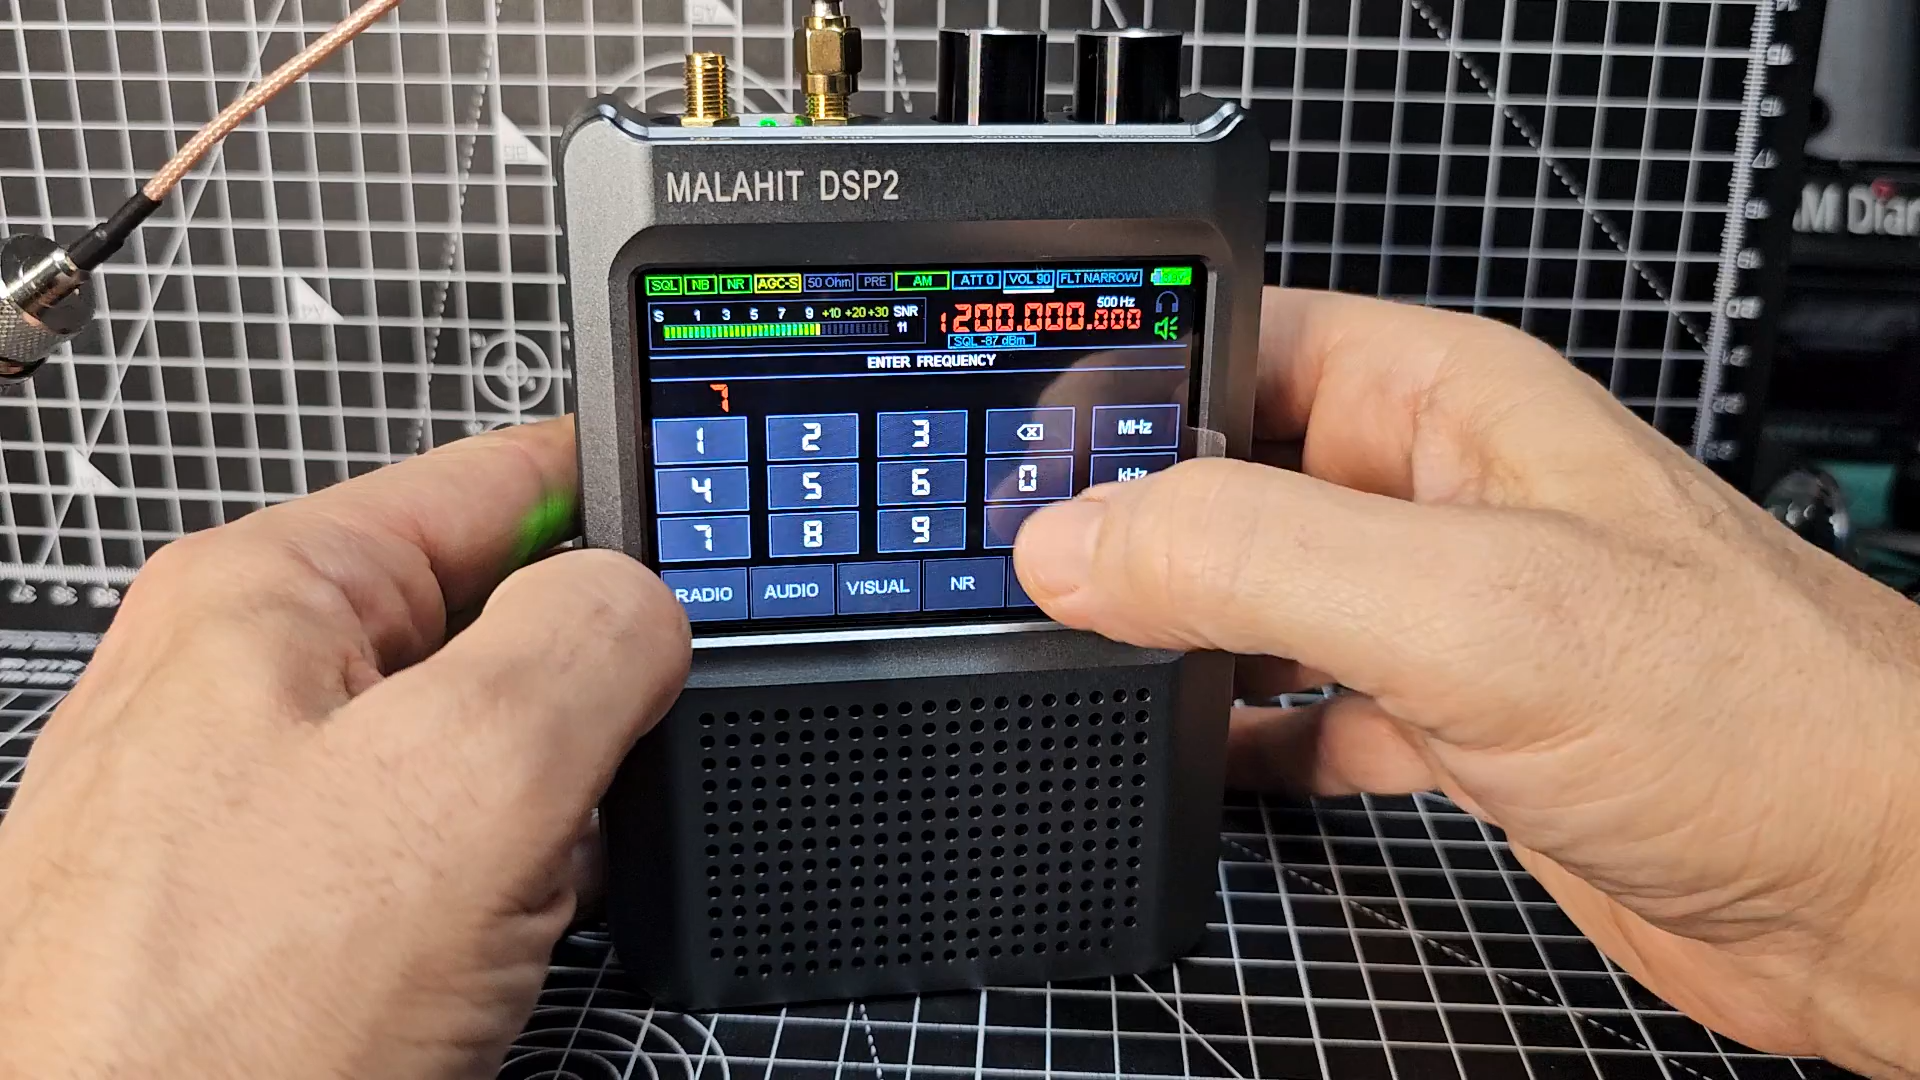 MALAHIT DSP2
SQL NB NR AGC-S 50 Ohm PRE AM ATT 0 VOL 90 FLT NARROW
S 1 3 5 7 9 +10 +20 +30 SNR
11
500 Hz
1200.000.000
SQL -87 dBm
ENTER FREQUENCY
7
1 2 3 MHz
4 5 6 0 kHz
7 8 9
RADIO AUDIO VISUAL NR
M Diar